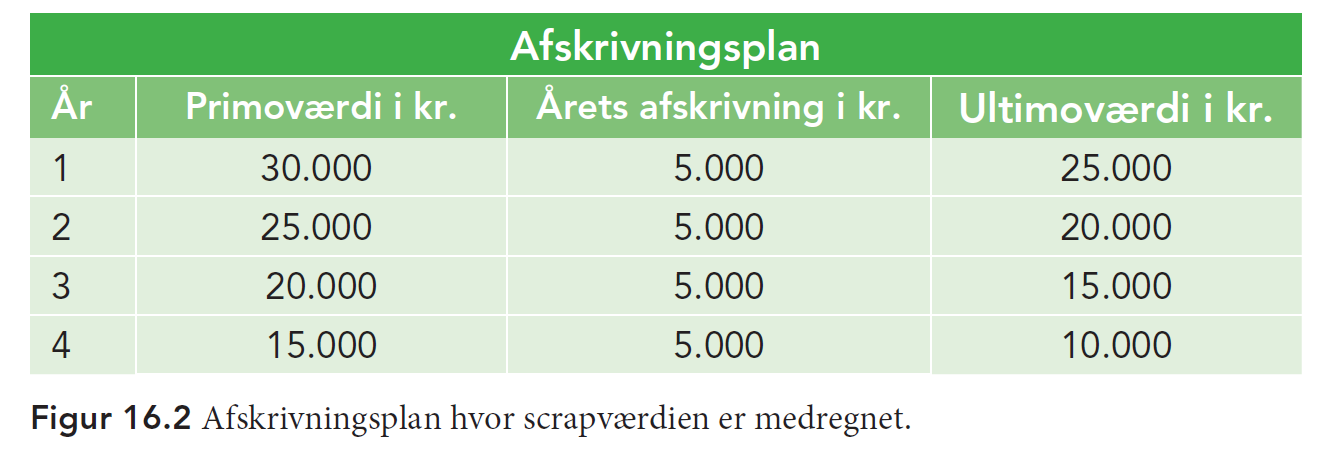 Afskrivningsplan
År Primoværdi i kr. Årets afskrivning i kr. Ultimoværdi i kr.
1 30.000 5.000 25.000
2 25.000 5.000 20.000
3 20.000 5.000 15.000
4 15.000 5.000 10.000
Figur 16.2 Afskrivningsplan hvor scrapværdien er medregnet.